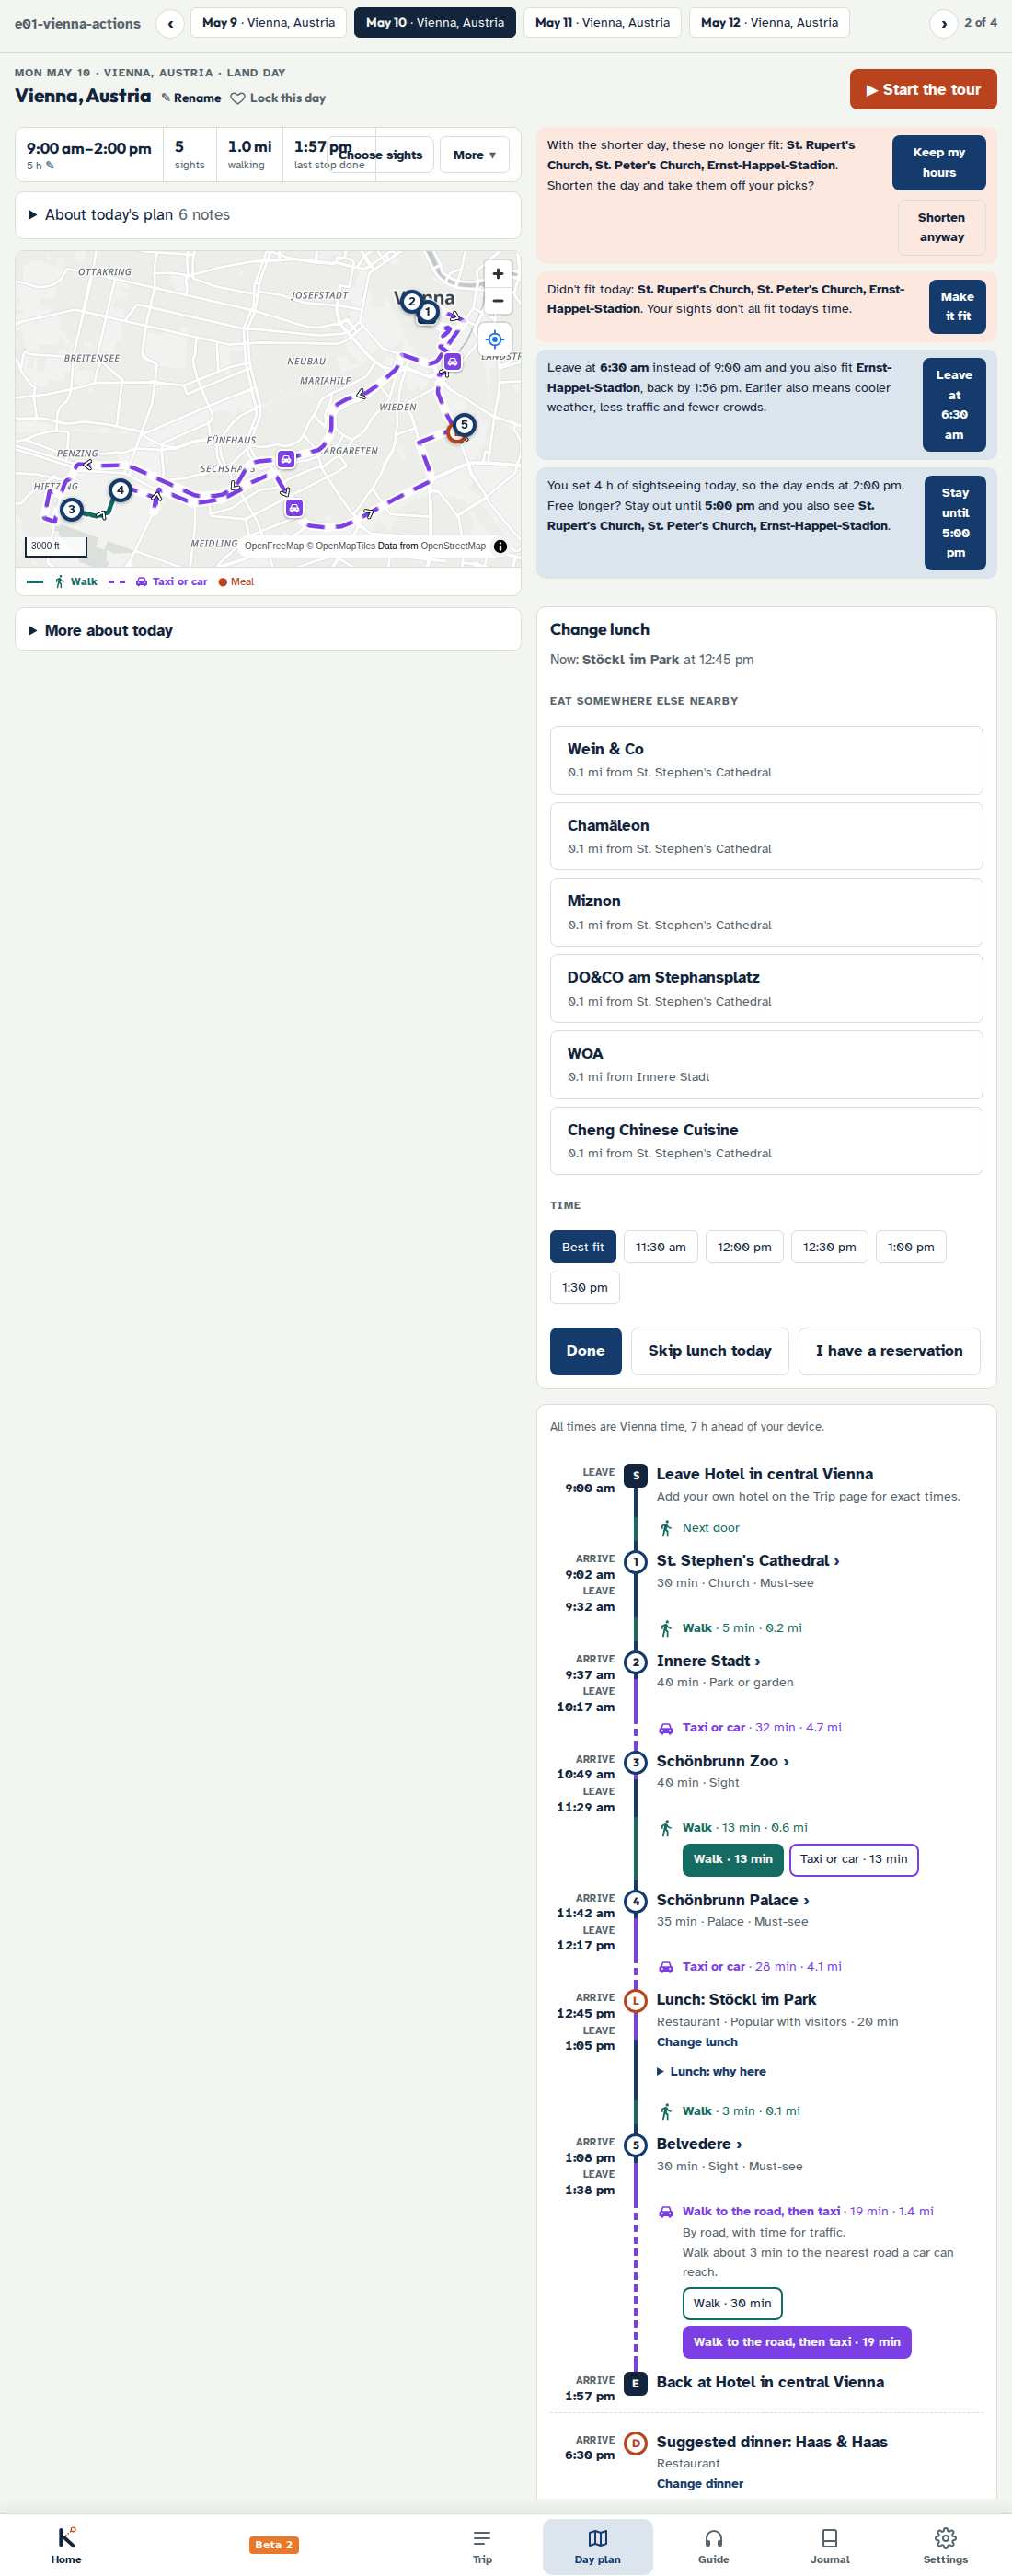 e01-vienna-actions
‹
May 9 · Vienna, Austria
May 10 · Vienna, Austria
May 11 · Vienna, Austria
May 12 · Vienna, Austria
›
2 of 4
MON MAY 10 · VIENNA, AUSTRIA · LAND DAY
Vienna, Austria
✎ Rename
Lock this day
▶ Start the tour
9:00 am–2:00 pm
5 h ✎
5
sights
1.0 mi
walking
1:57 pm
last stop done
Choose sights
More ▼
▶ About today's plan 6 notes
OTTAKRING
JOSEFSTADT
BREITENSEE
NEUBAU
MARIAHILF
WIEDEN
FÜNFHAUS
PENZING
MEIDLING
2
1
5
4
3
+
−
3000 ft
OpenFreeMap © OpenMapTiles Data from OpenStreetMap
Walk
Taxi or car
Meal
▶ More about today
With the shorter day, these no longer fit: St. Rupert's
Church, St. Peter's Church, Ernst-Happel-Stadion.
Shorten the day and take them off your picks?
Keep my
hours
Shorten
anyway
Didn't fit today: St. Rupert's Church, St. Peter's Church, Ernst-
Happel-Stadion. Your sights don't all fit today's time.
Make
it fit
Leave at 6:30 am instead of 9:00 am and you also fit Ernst-
Happel-Stadion, back by 1:56 pm. Earlier also means cooler
weather, less traffic and fewer crowds.
Leave
at
6:30
am
You set 4 h of sightseeing today, so the day ends at 2:00 pm.
Free longer? Stay out until 5:00 pm and you also see St.
Rupert's Church, St. Peter's Church, Ernst-Happel-Stadion.
Stay
until
5:00
pm
Change lunch
Now: Stöckl im Park at 12:45 pm
EAT SOMEWHERE ELSE NEARBY
Wein & Co
0.1 mi from St. Stephen's Cathedral
Chamäleon
0.1 mi from St. Stephen's Cathedral
Miznon
0.1 mi from St. Stephen's Cathedral
DO&CO am Stephansplatz
0.1 mi from St. Stephen's Cathedral
WOA
0.1 mi from Innere Stadt
Cheng Chinese Cuisine
0.1 mi from St. Stephen's Cathedral
TIME
Best fit
11:30 am
12:00 pm
12:30 pm
1:00 pm
1:30 pm
Done
Skip lunch today
I have a reservation
All times are Vienna time, 7 h ahead of your device.
LEAVE
9:00 am
S
Leave Hotel in central Vienna
Add your own hotel on the Trip page for exact times.
Next door
ARRIVE
9:02 am
LEAVE
9:32 am
1
St. Stephen's Cathedral ›
30 min · Church · Must-see
Walk · 5 min · 0.2 mi
ARRIVE
9:37 am
LEAVE
10:17 am
2
Innere Stadt ›
40 min · Park or garden
Taxi or car · 32 min · 4.7 mi
ARRIVE
10:49 am
LEAVE
11:29 am
3
Schönbrunn Zoo ›
40 min · Sight
Walk · 13 min · 0.6 mi
Walk · 13 min
Taxi or car · 13 min
ARRIVE
11:42 am
LEAVE
12:17 pm
4
Schönbrunn Palace ›
35 min · Palace · Must-see
Taxi or car · 28 min · 4.1 mi
ARRIVE
12:45 pm
LEAVE
1:05 pm
L
Lunch: Stöckl im Park
Restaurant · Popular with visitors · 20 min
Change lunch
▶ Lunch: why here
Walk · 3 min · 0.1 mi
ARRIVE
1:08 pm
LEAVE
1:38 pm
5
Belvedere ›
30 min · Sight · Must-see
Walk to the road, then taxi · 19 min · 1.4 mi
By road, with time for traffic.
Walk about 3 min to the nearest road a car can
reach.
Walk · 30 min
Walk to the road, then taxi · 19 min
ARRIVE
1:57 pm
E
Back at Hotel in central Vienna
ARRIVE
6:30 pm
D
Suggested dinner: Haas & Haas
Restaurant
Change dinner
Home
Beta 2
Trip
Day plan
Guide
Journal
Settings